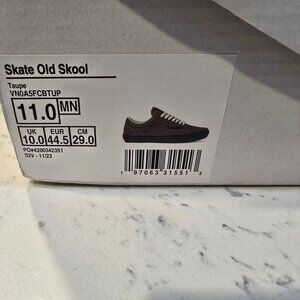 Skate Old Skool
Taupe
VN0A5FCBTUP
11.0 MN
UK EUR CM
10.0 44.5 29.0
PO#4200342351
S2V - 11/23
1 97063 31551 3